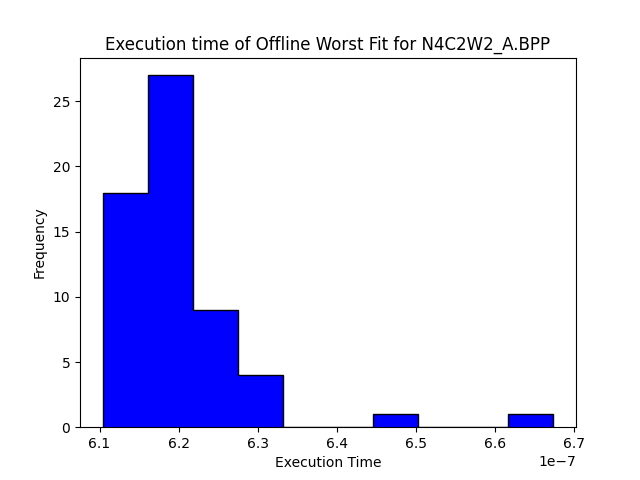 Execution time of Offline Worst Fit for N4C2W2_A.BPP
25
20
15
10
5
0
Frequency
6.1 6.2 6.3 6.4 6.5 6.6 6.7
1e−7
Execution Time